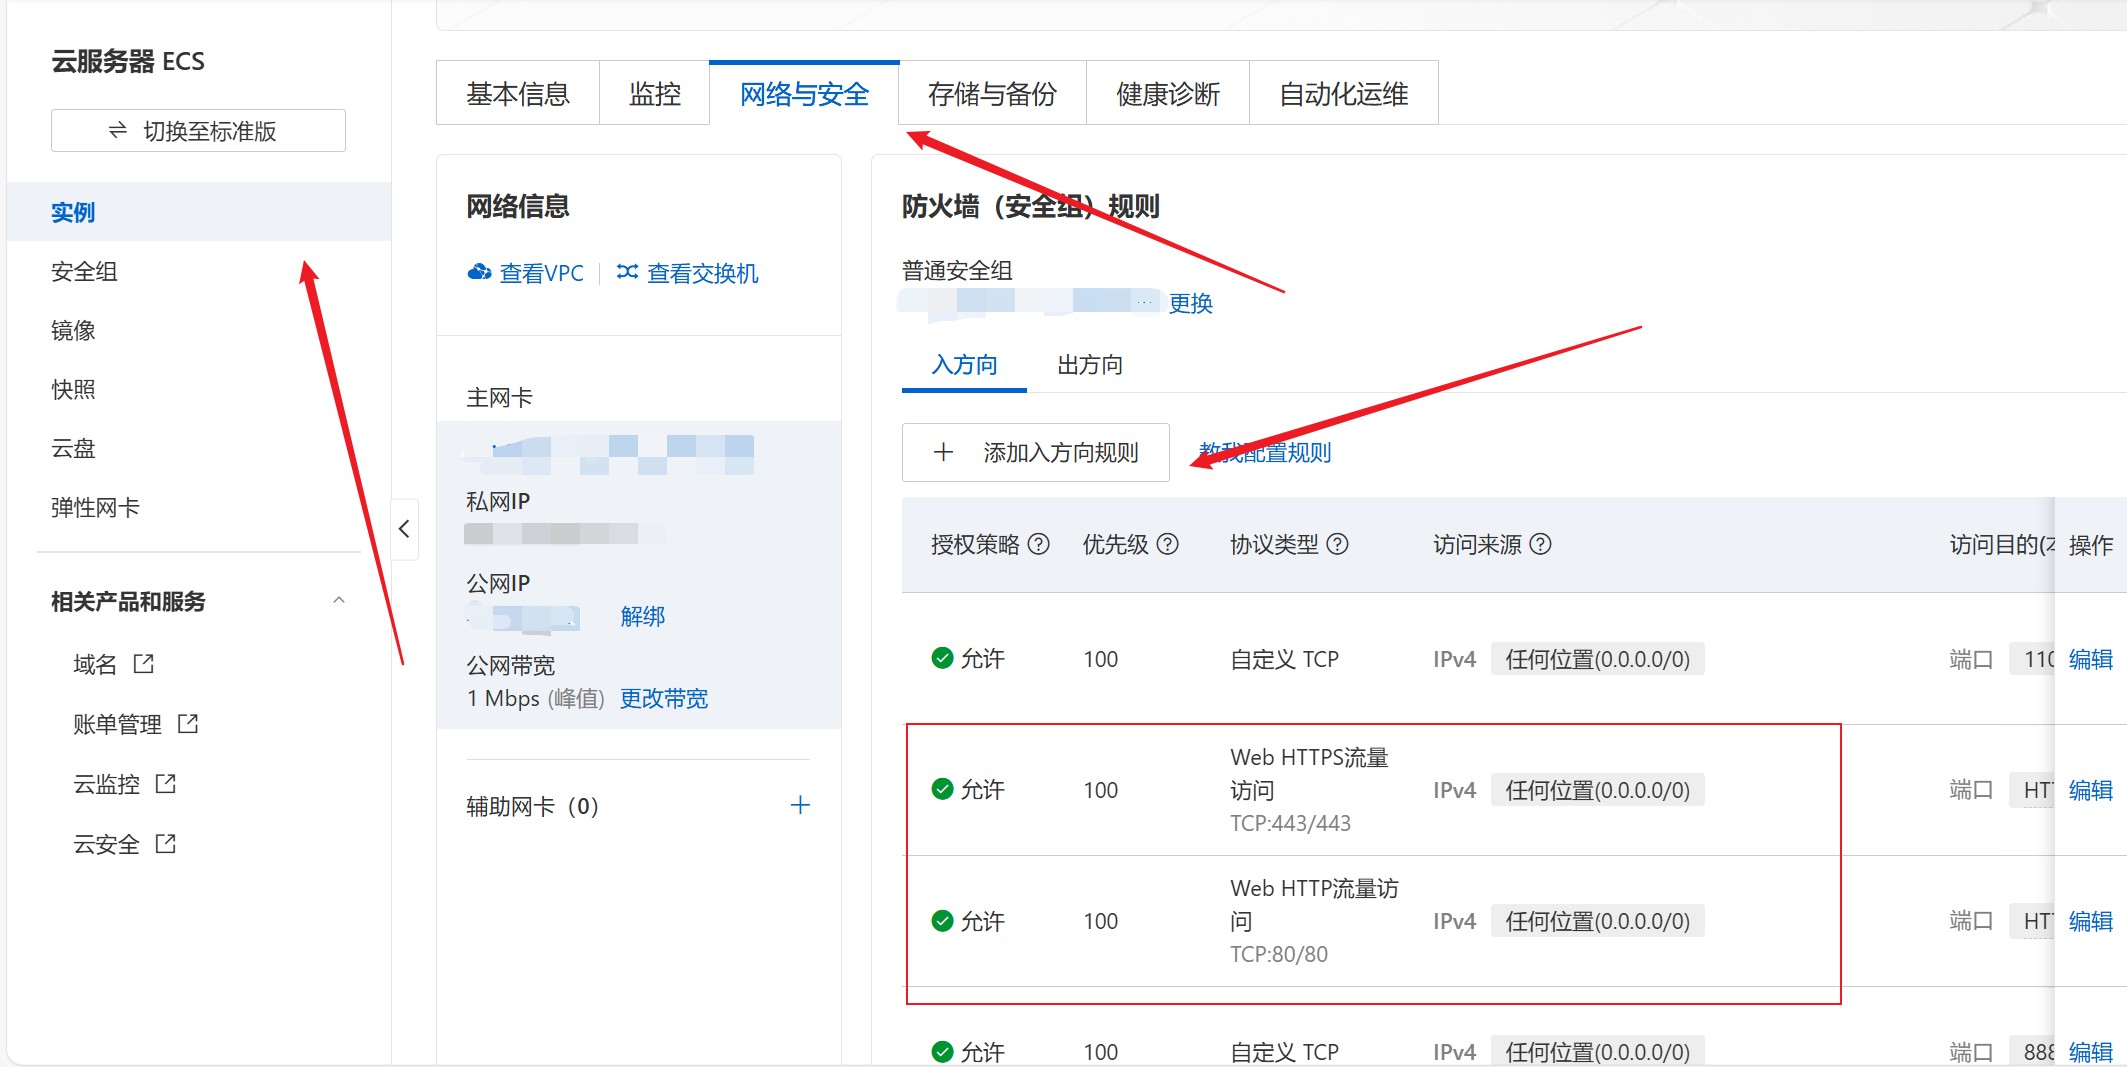 云服务器 ECS
切换至标准版
实例
安全组
镜像
快照
云盘
弹性网卡
相关产品和服务
域名
账单管理
云监控
云安全
基本信息
监控
网络与安全
存储与备份
健康诊断
自动化运维
网络信息
查看VPC
查看交换机
主网卡
私网IP
公网IP
解绑
公网带宽
1 Mbps (峰值) 更改带宽
辅助网卡（0）
防火墙（安全组）规则
普通安全组
... 更换
入方向 出方向
添加入方向规则 教我配置规则
授权策略 优先级 协议类型 访问来源 访问目的 操作
允许 100 自定义 TCP IPv4 任何位置(0.0.0.0/0) 端口 110 编辑
Web HTTPS流量
访问
允许 100 IPv4 任何位置(0.0.0.0/0) 端口 HT 编辑
TCP:443/443
Web HTTP流量访
问
允许 100 IPv4 任何位置(0.0.0.0/0) 端口 HT 编辑
TCP:80/80
允许 100 自定义 TCP IPv4 任何位置(0.0.0.0/0) 端口 888 编辑